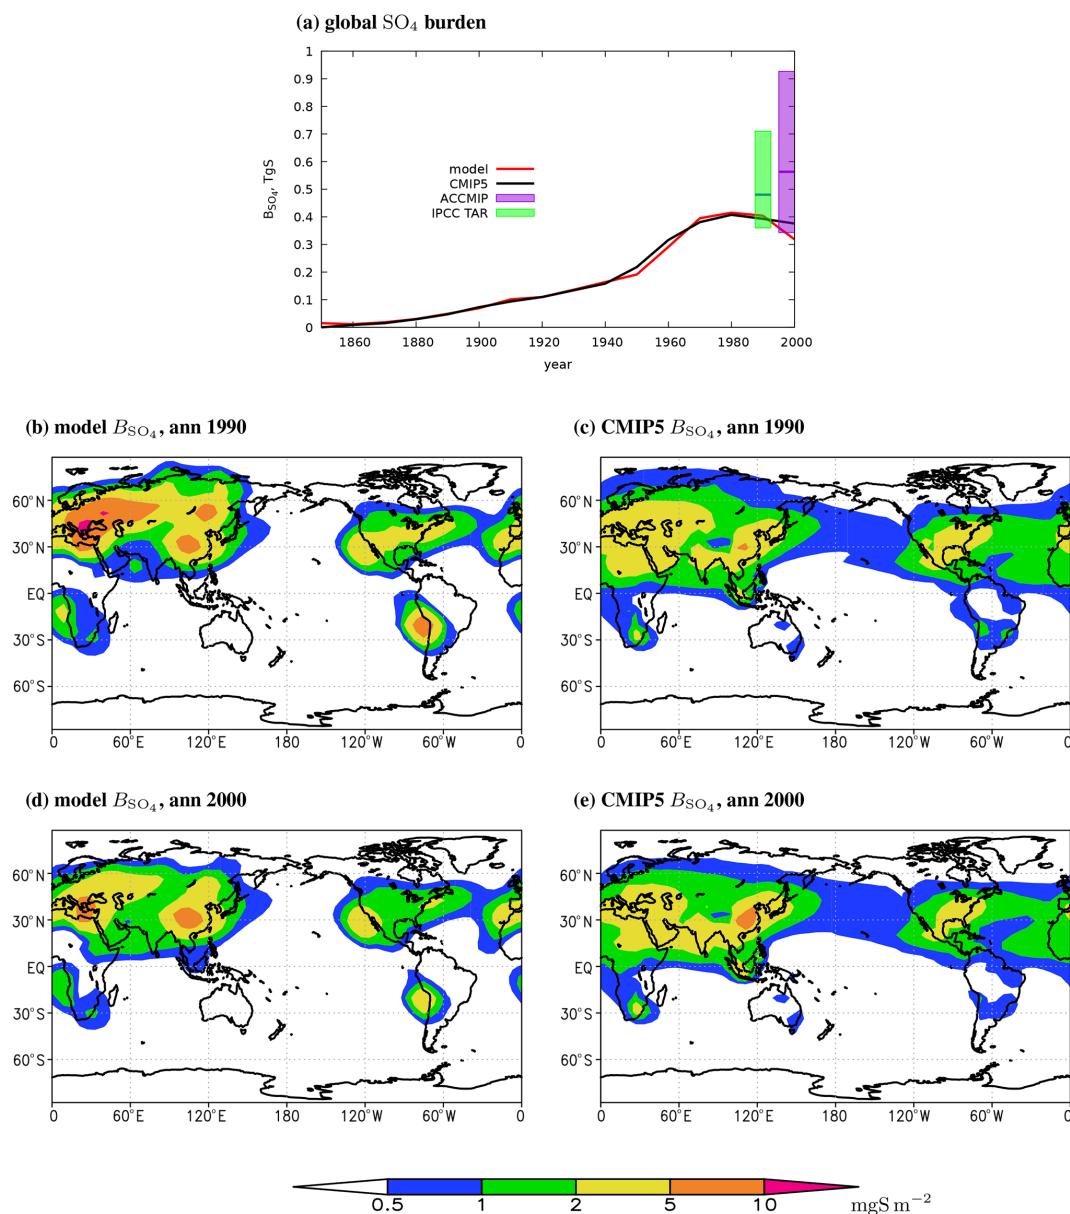 (a) global SO₄ burden
1
0.9
0.8
0.7
0.6
0.5
0.4
0.3
0.2
0.1
0
B_SO₄, TgS
model
CMIP5
ACCMIP
IPCC TAR
1860 1880 1900 1920 1940 1960 1980 2000
year
(b) model B_SO₄, ann 1990
60°N
30°N
EQ
30°S
60°S
0 60°E 120°E 180 120°W 60°W 0
(c) CMIP5 B_SO₄, ann 1990
60°N
30°N
EQ
30°S
60°S
0 60°E 120°E 180 120°W 60°W 0
(d) model B_SO₄, ann 2000
60°N
30°N
EQ
30°S
60°S
0 60°E 120°E 180 120°W 60°W 0
(e) CMIP5 B_SO₄, ann 2000
60°N
30°N
EQ
30°S
60°S
0 60°E 120°E 180 120°W 60°W 0
0.5 1 2 5 10 mgS m⁻²